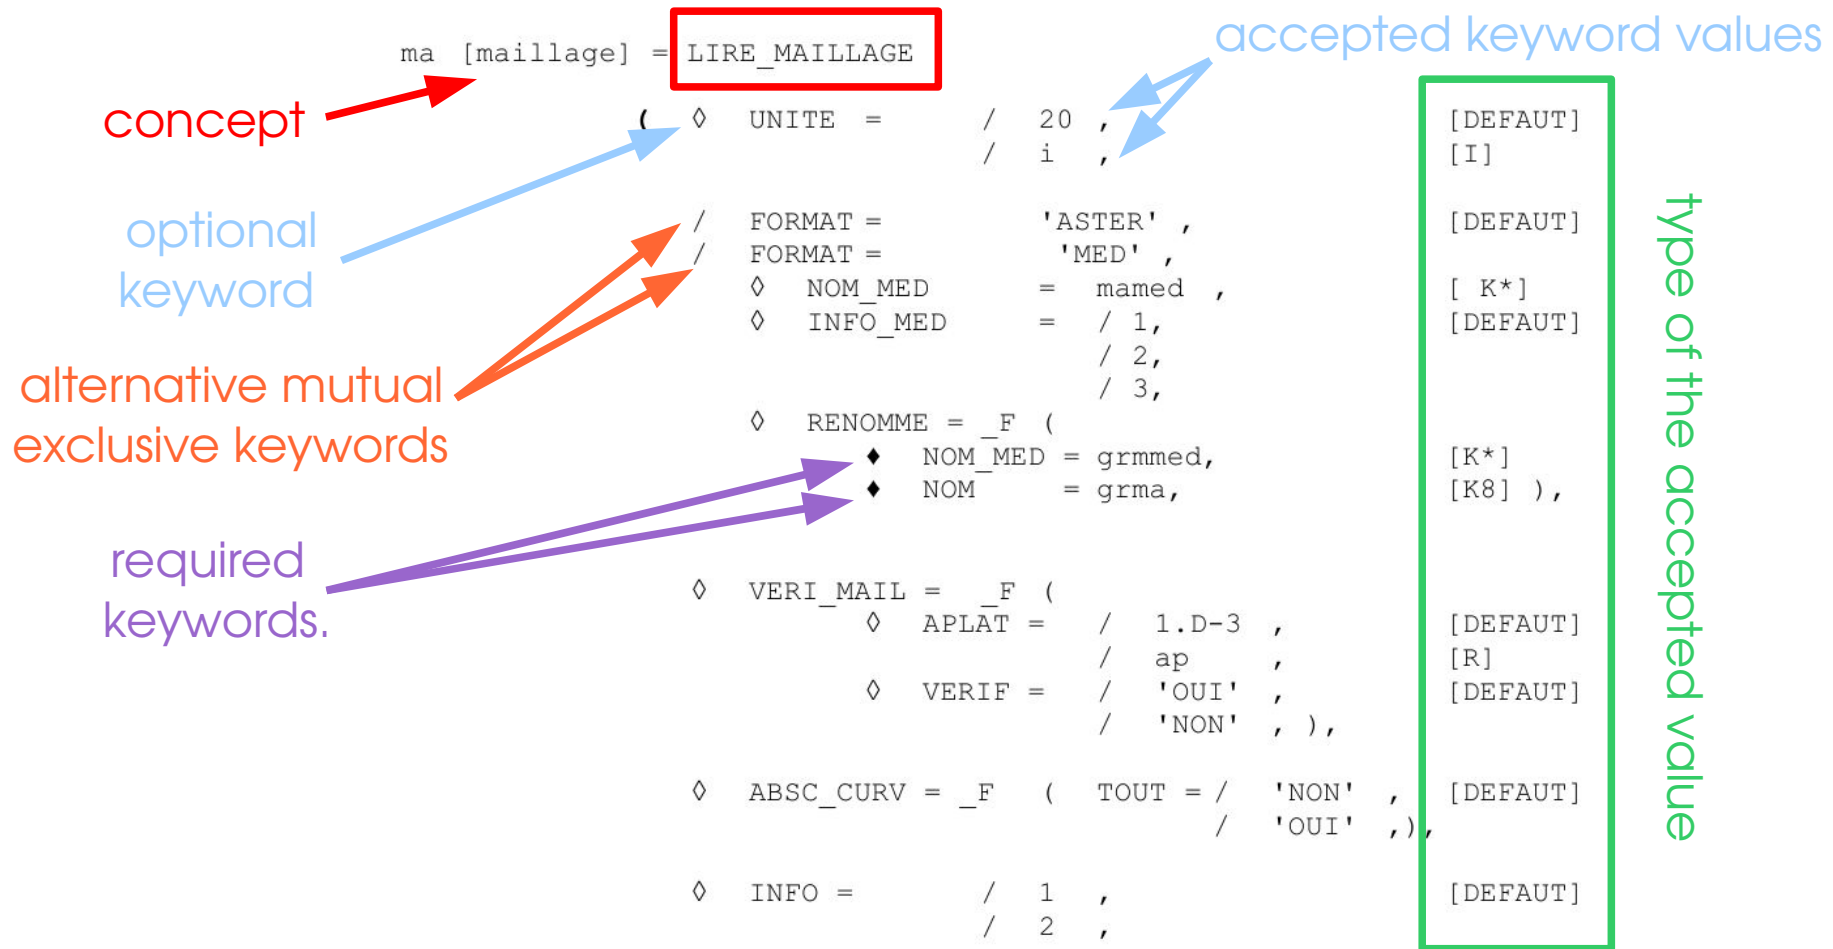 accepted keyword values
ma [maillage] = LIRE_MAILLAGE
concept
( ◊ UNITE = / 20 , [DEFAUT]
/ i , [I]
optional
keyword
/ FORMAT = 'ASTER' , [DEFAUT]
/ FORMAT = 'MED' ,
◊ NOM_MED = mamed , [ K*]
◊ INFO_MED = / 1, [DEFAUT]
/ 2,
/ 3,
alternative mutual
exclusive keywords
◊ RENOMME = _F (
♦ NOM_MED = grmmed, [K*]
♦ NOM = grma, [K8] ),
required
keywords.
◊ VERI_MAIL = _F (
◊ APLAT = / 1.D-3 , [DEFAUT]
/ ap , [R]
◊ VERIF = / 'OUI' , [DEFAUT]
/ 'NON' , ),
◊ ABSC_CURV = _F ( TOUT = / 'NON' , [DEFAUT]
/ 'OUI' ,),
◊ INFO = / 1 , [DEFAUT]
/ 2 ,
type of the accepted value